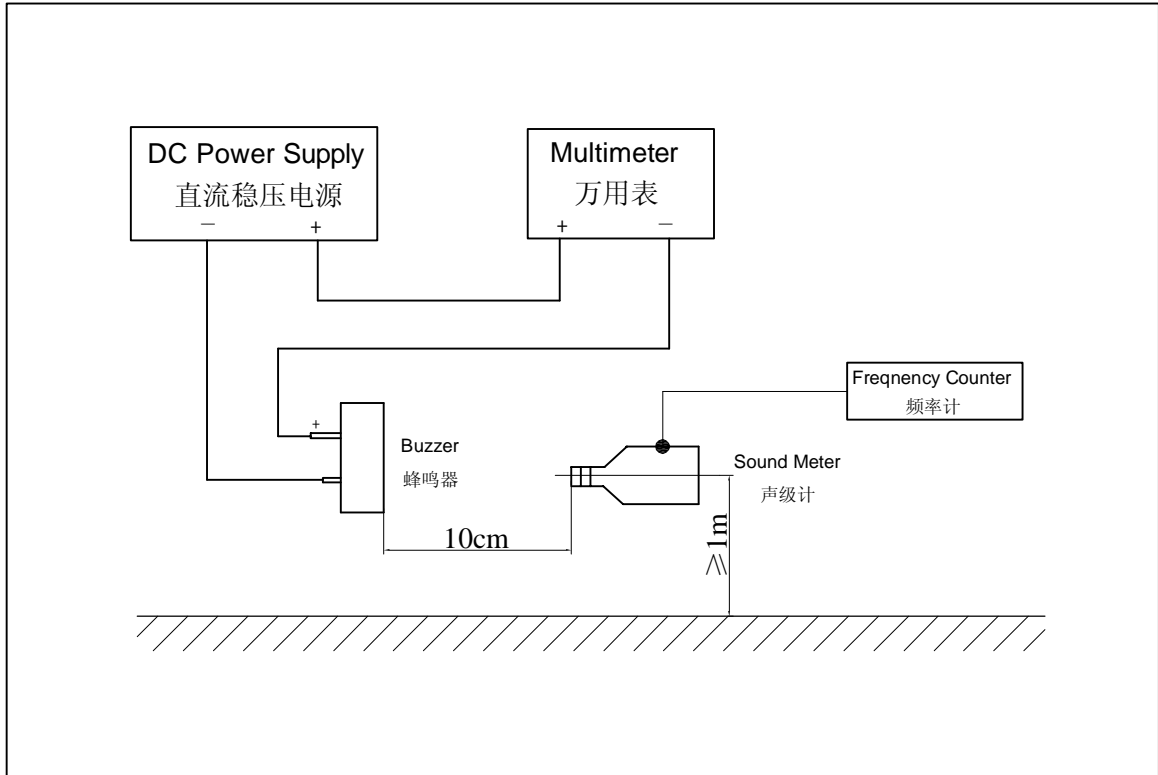 DC Power Supply
直流稳压电源
— +
Multimeter
万用表
+ —
Freqnency Counter
频率计
+
Buzzer
蜂鸣器
Sound Meter
声级计
10cm
≥1m